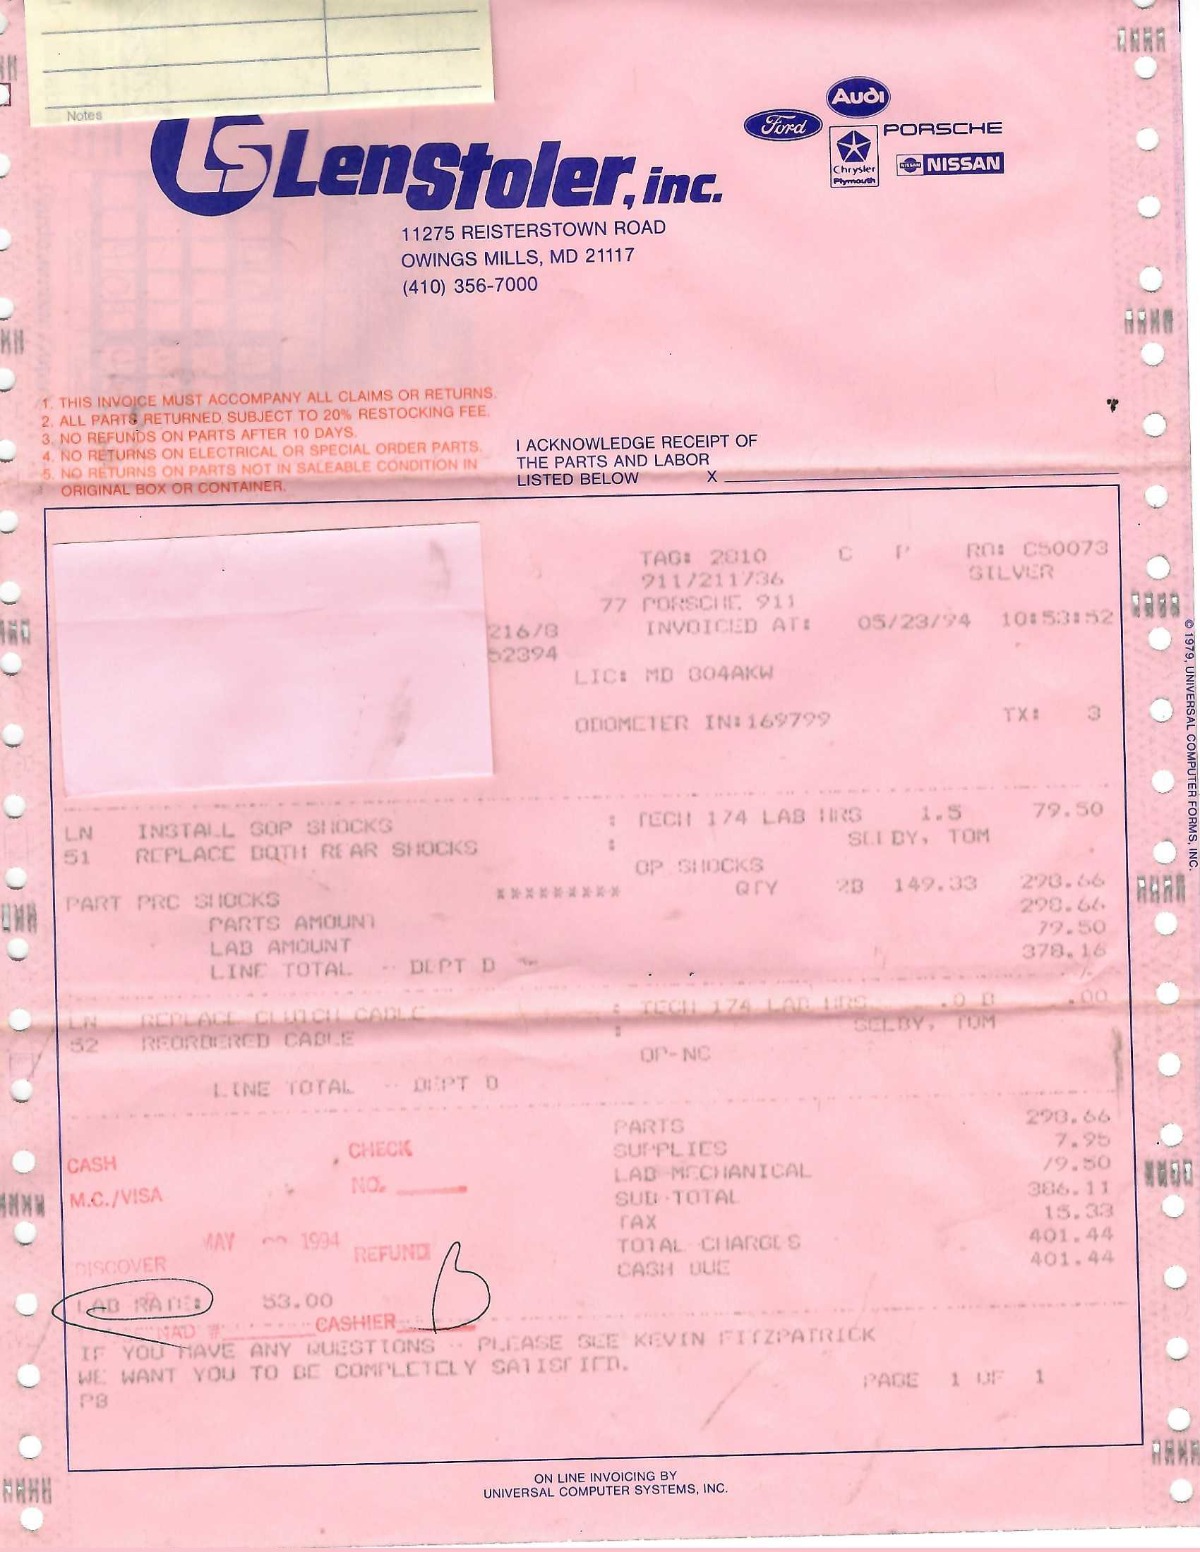 Notes
LS LenStoler, inc.
Ford
Audi
Chrysler
Plymouth
PORSCHE
NISSAN NISSAN
11275 REISTERSTOWN ROAD
OWINGS MILLS, MD 21117
(410) 356-7000
1. THIS INVOICE MUST ACCOMPANY ALL CLAIMS OR RETURNS.
2. ALL PARTS RETURNED SUBJECT TO 20% RESTOCKING FEE.
3. NO REFUNDS ON PARTS AFTER 10 DAYS.
4. NO RETURNS ON ELECTRICAL OR SPECIAL ORDER PARTS.
5. NO RETURNS ON PARTS NOT IN SALEABLE CONDITION IN
ORIGINAL BOX OR CONTAINER.
I ACKNOWLEDGE RECEIPT OF
THE PARTS AND LABOR
LISTED BELOW X
TAG: 2810 C P RO: C50073
911/211/36 SILVER
77 PORSCHE 911
216/8 INVOICED AT: 05/23/94 10:53:52
52394
LIC: MD 804AKW
ODOMETER IN:169799 TX: 3
LN INSTALL SOP SHOCKS : TECH 174 LAB HRS 1.5 79.50
51 REPLACE BOTH REAR SHOCKS : SELBY, TOM
OP SHOCKS
PART PRC SHOCKS ********* QTY 2B 149.33 298.66
PARTS AMOUNT 298.66
LAB AMOUNT 79.50
LINE TOTAL -- DEPT D 378.16
LN REPLACE CLUTCH CABLE : TECH 174 LAB HRS .0 B .00
52 REORDERED CABLE : SELBY, TOM
OP-NC
LINE TOTAL -- DEPT D
PARTS 298.66
SUPPLIES 7.95
LAB-MECHANICAL 79.50
SUB-TOTAL 386.11
TAX 15.33
TOTAL CHARGES 401.44
CASH DUE 401.44
CASH CHECK
M.C./VISA NO.
MAY 1994
DISCOVER REFUND
LAB RATE: 53.00
CASHIER
IF YOU HAVE ANY QUESTIONS -- PLEASE SEE KEVIN FITZPATRICK
WE WANT YOU TO BE COMPLETELY SATISFIED.
PAGE 1 OF 1
P8
ON LINE INVOICING BY
UNIVERSAL COMPUTER SYSTEMS, INC.
© 1979, UNIVERSAL COMPUTER FORMS, INC.